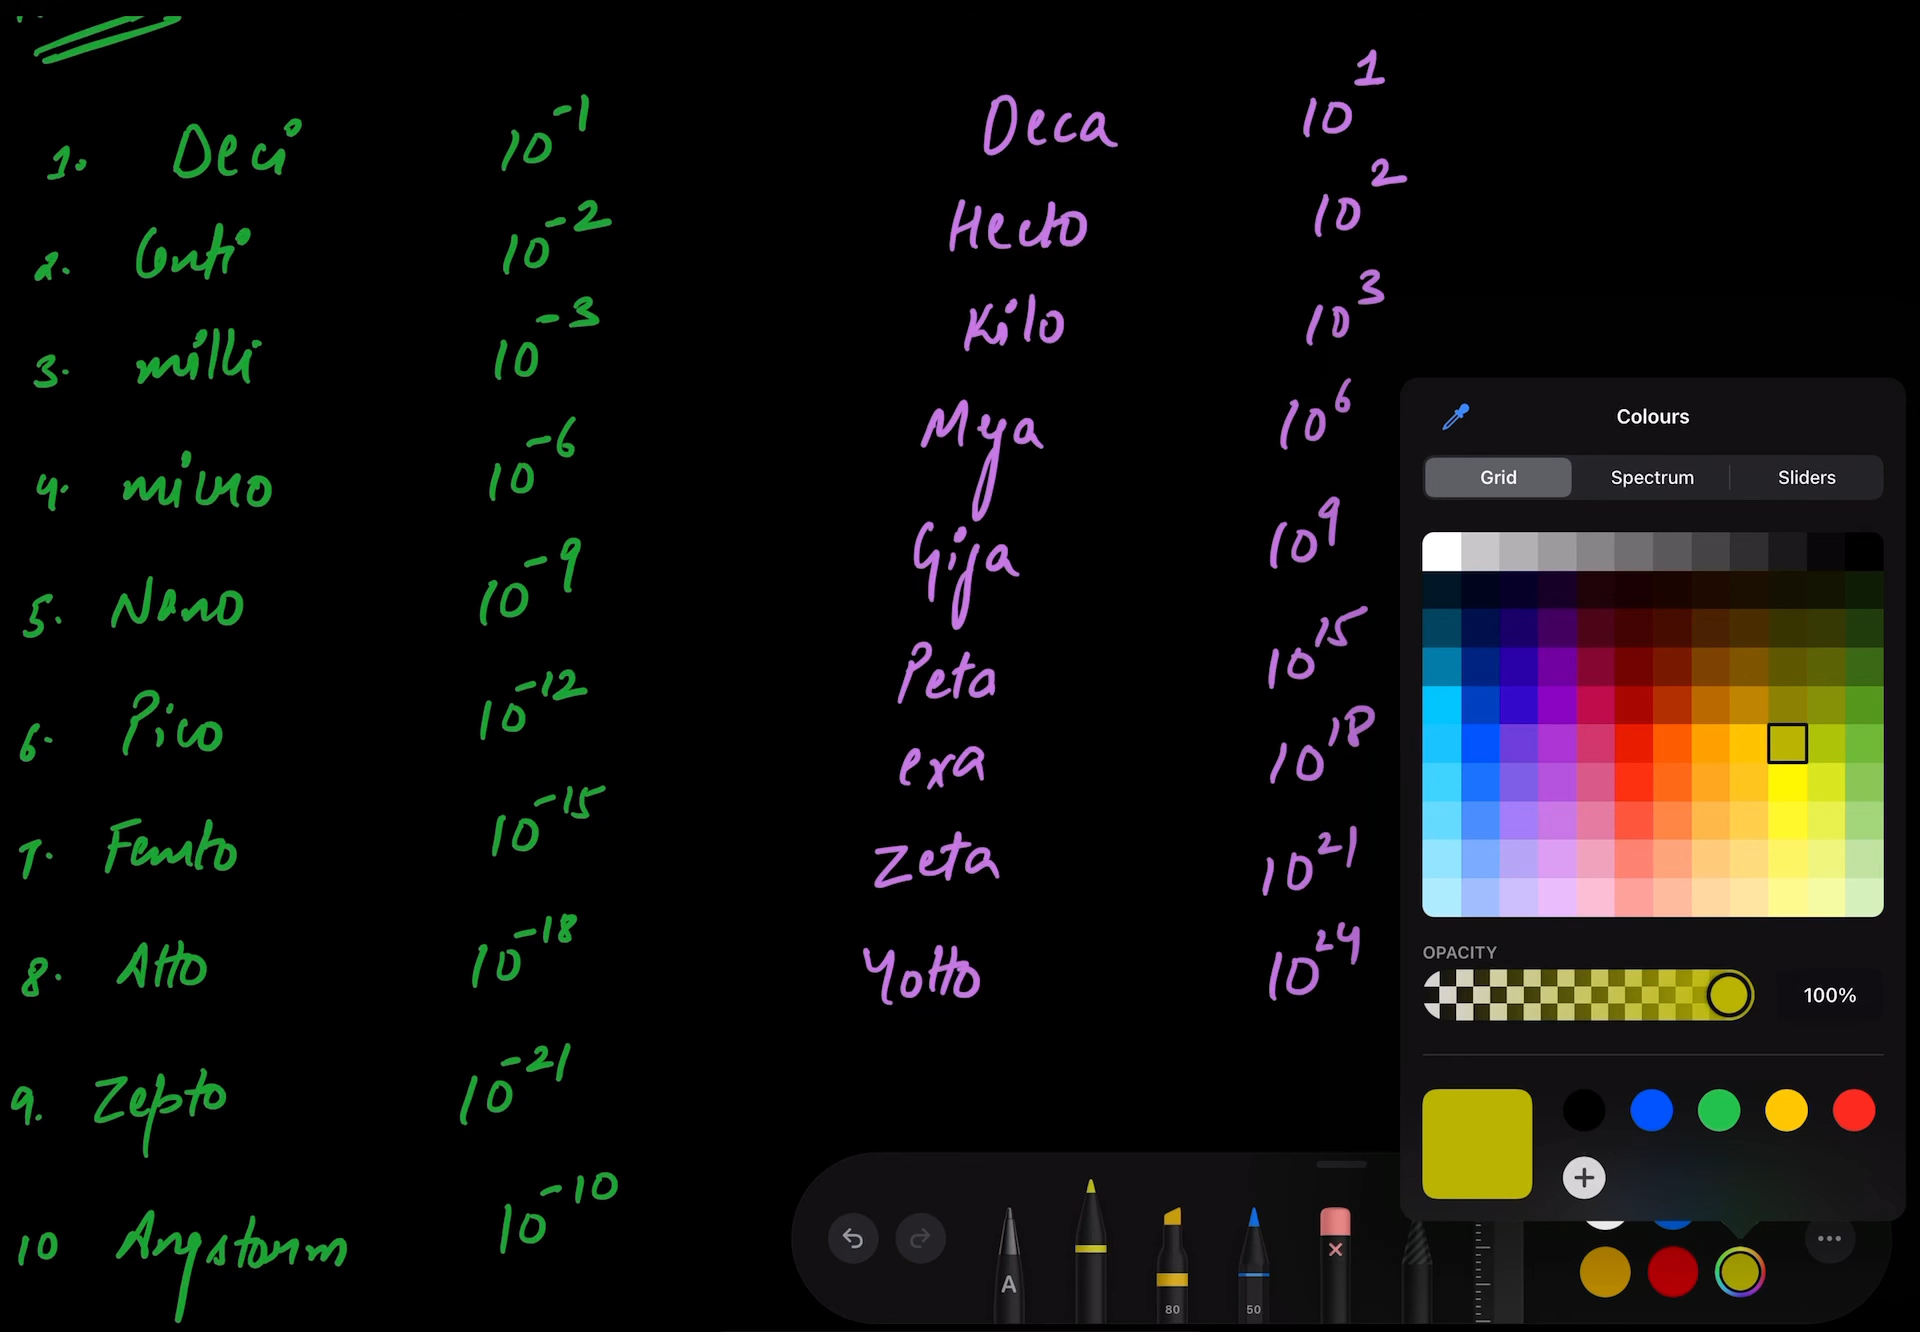 1. Deci 10^-1 Deca 10^1
2. Centi 10^-2 Hecto 10^2
3. milli 10^-3 Kilo 10^3
4. micro 10^-6 Mega 10^6
5. Nano 10^-9 Giga 10^9
6. Pico 10^-12 Peta 10^15
7. Femto 10^-15 exa 10^18
8. Atto 10^-18 Zeta 10^21
9. Zepto 10^-21 Yotto 10^24
10 Angstorm 10^-10
Colours
Grid Spectrum Sliders
OPACITY
100%
A 80 50